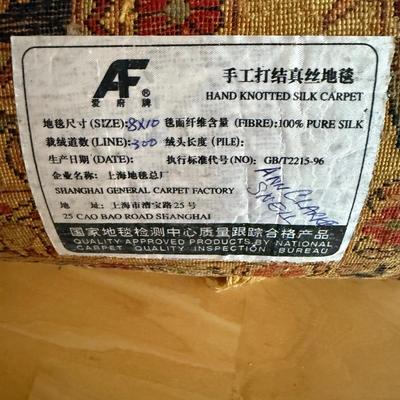 AF®
爱府牌
手工打结真丝地毯
HAND KNOTTED SILK CARPET
地毯尺寸(SIZE): 8X10 毯面纤维含量(FIBRE): 100% PURE SILK
栽绒道数(LINE): 300 绒头长度(PILE):
生产日期(DATE): 执行标准代号(NO): GB/T2215-96
企业名称: 上海地毯总厂
SHANGHAI GENERAL CARPET FACTORY
地 址: 上海市漕宝路25号
25 CAO BAO ROAD SHANGHAI
ANN CLARKE
国家地毯检测中心质量跟踪合格产品
QUALITY APPROVED PRODUCTS BY NATIONAL
CARPET QUALITY INSPECTION BUREAU